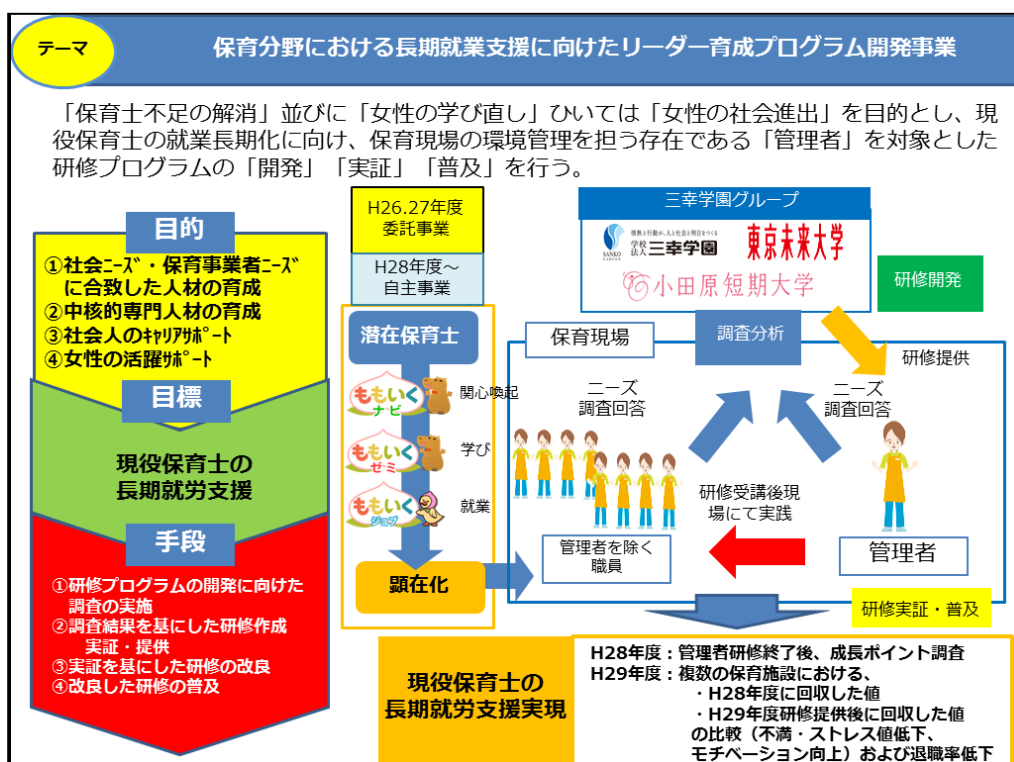 テーマ
保育分野における長期就業支援に向けたリーダー育成プログラム開発事業
「保育士不足の解消」並びに「女性の学び直し」ひいては「女性の社会進出」を目的とし、現
役保育士の就業長期化に向け、保育現場の環境管理を担う存在である「管理者」を対象とした
研修プログラムの「開発」「実証」「普及」を行う。
目的
①社会ﾆｰｽﾞ・保育事業者ﾆｰｽﾞ
に合致した人材の育成
②中核的専門人材の育成
③社会人のｷｬﾘｱｻﾎﾟｰﾄ
④女性の活躍ｻﾎﾟｰﾄ
目標
現役保育士の
長期就労支援
手段
①研修プログラムの開発に向けた
調査の実施
②調査結果を基にした研修作成
実証・提供
③実証を基にした研修の改良
④改良した研修の普及
H26.27年度
委託事業
H28年度～
自主事業
潜在保育士
ももいく
ナビ
関心喚起
ももいく
ゼミ
学び
ももいく
ジョブ
就業
顕在化
三幸学園グループ
情熱と行動が、人と社会と明日をつくる
SANKO
学校法人三幸学園
東京未来大学
小田原短期大学
研修開発
保育現場
調査分析
研修提供
ニーズ
調査回答
ニーズ
調査回答
研修受講後現
場にて実践
管理者を除く
職員
管理者
研修実証・普及
現役保育士の
長期就労支援実現
H28年度：管理者研修終了後、成長ポイント調査
H29年度：複数の保育施設における、
・H28年度に回収した値
・H29年度研修提供後に回収した値
の比較（不満・ストレス値低下、
モチベーション向上）および退職率低下